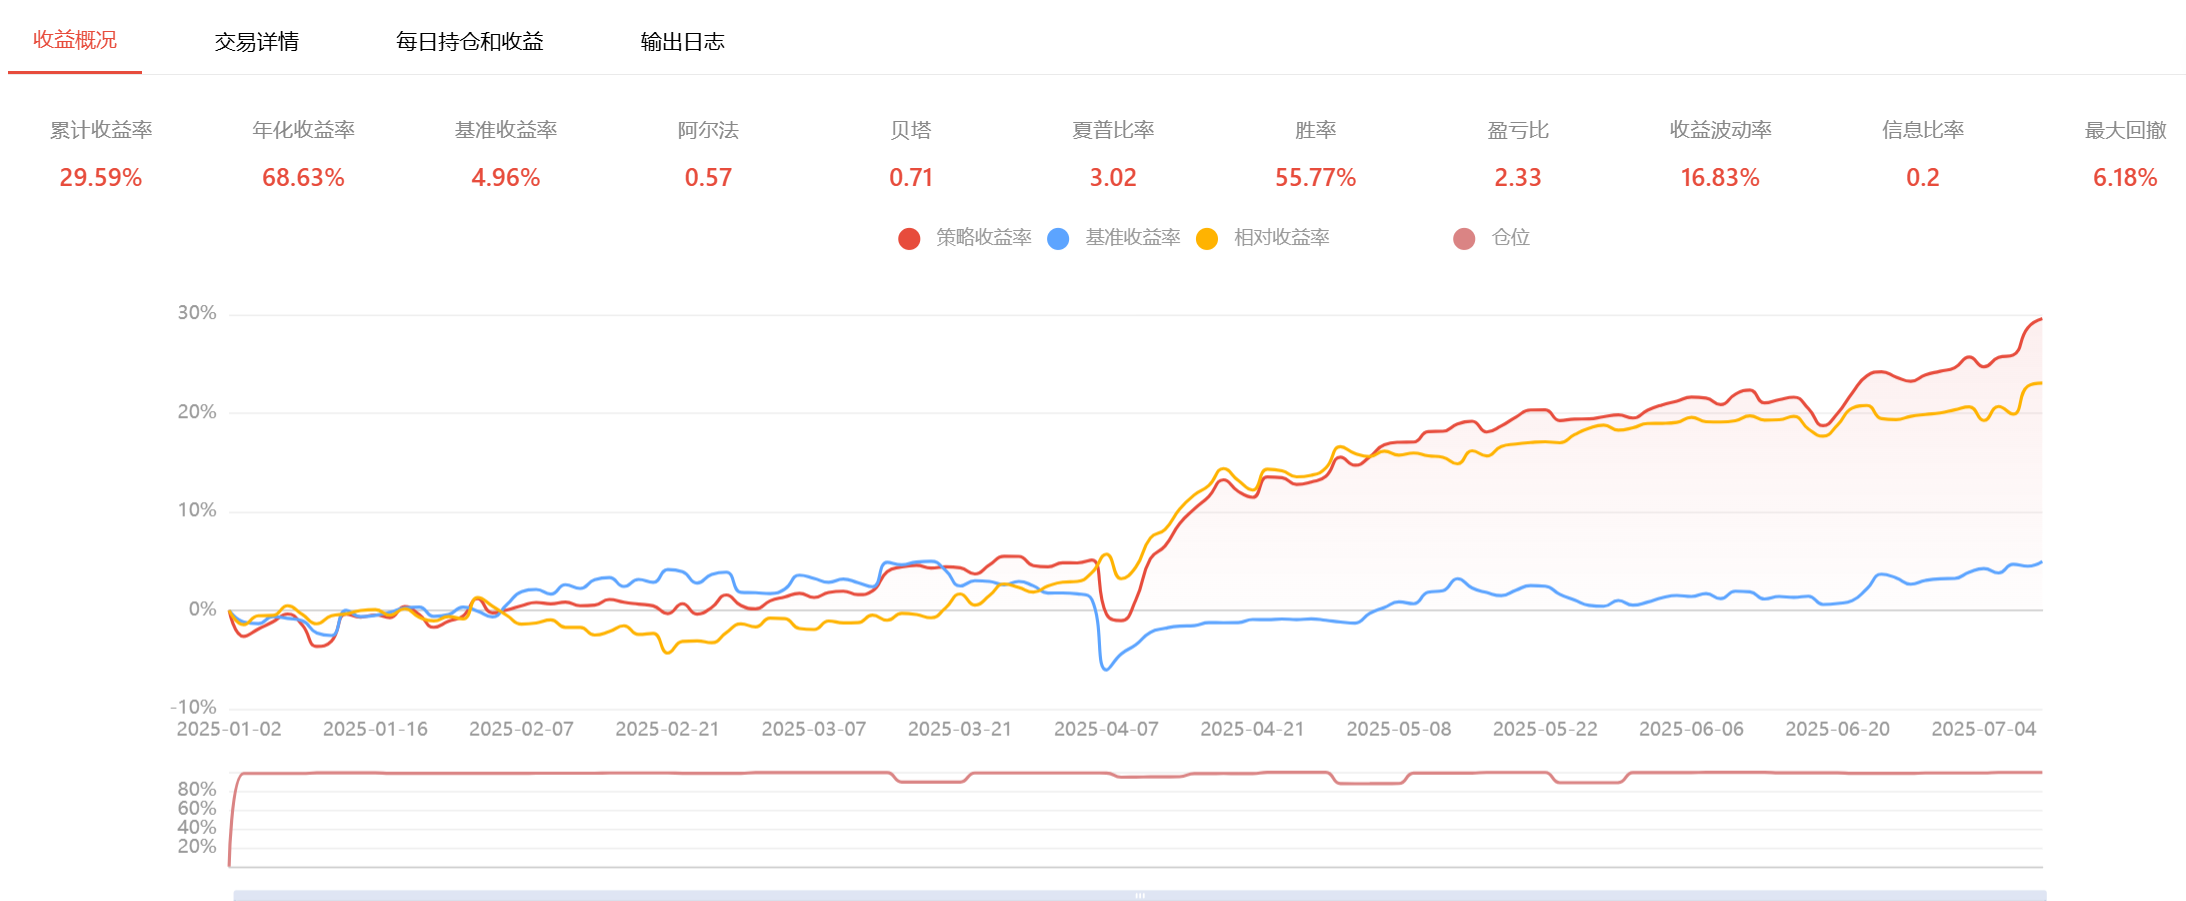 收益概况 交易详情 每日持仓和收益 输出日志
累计收益率 年化收益率 基准收益率 阿尔法 贝塔 夏普比率 胜率 盈亏比 收益波动率 信息比率 最大回撤
29.59% 68.63% 4.96% 0.57 0.71 3.02 55.77% 2.33 16.83% 0.2 6.18%
策略收益率 基准收益率 相对收益率 仓位
30%
20%
10%
0%
-10%
2025-01-02 2025-01-16 2025-02-07 2025-02-21 2025-03-07 2025-03-21 2025-04-07 2025-04-21 2025-05-08 2025-05-22 2025-06-06 2025-06-20 2025-07-04
80%
60%
40%
20%